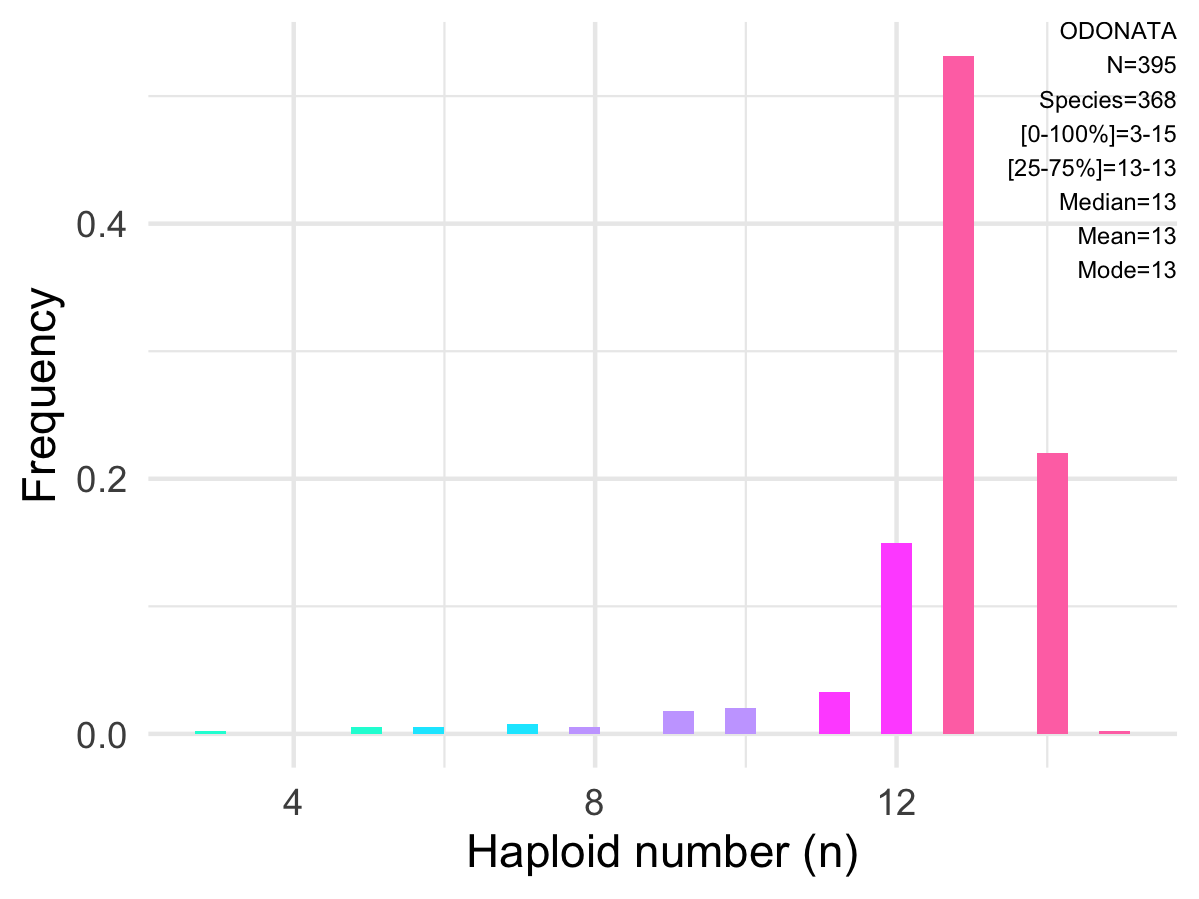 ODONATA
N=395
Species=368
[0-100%]=3-15
[25-75%]=13-13
Median=13
Mean=13
Mode=13
Frequency
0.4
0.2
0.0
4 8 12
Haploid number (n)